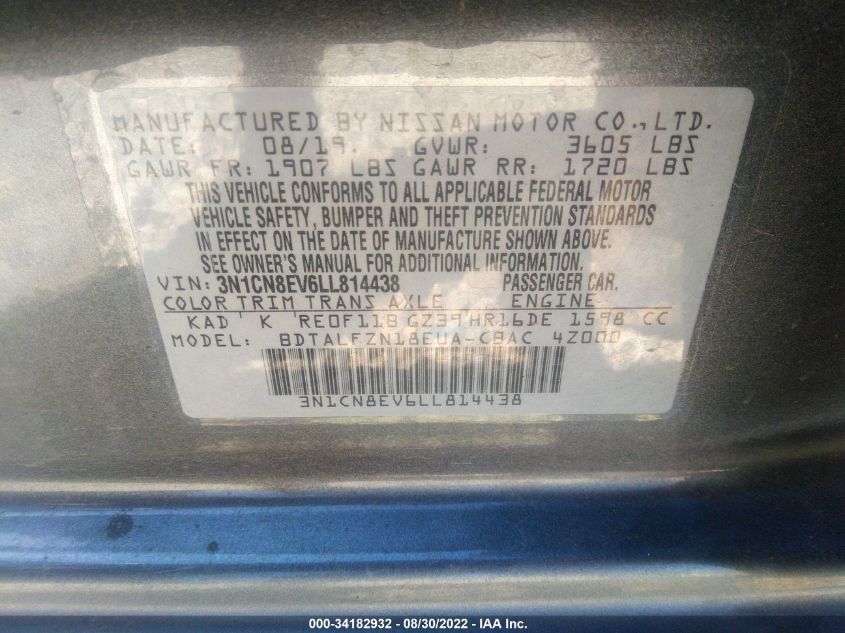 MANUFACTURED BY NISSAN MOTOR CO., LTD.
DATE: 08/19. GVWR: 3605 LBS
GAWR FR: 1907 LBS GAWR RR: 1720 LBS
THIS VEHICLE CONFORMS TO ALL APPLICABLE FEDERAL MOTOR
VEHICLE SAFETY, BUMPER AND THEFT PREVENTION STANDARDS
IN EFFECT ON THE DATE OF MANUFACTURE SHOWN ABOVE.
SEE OWNER'S MANUAL FOR ADDITIONAL INFORMATION.
VIN: 3N1CN8EV6LL814438 PASSENGER CAR.
COLOR TRIM TRANS AXLE ENGINE
KAD K RE0F11B GZ39 HR16DE 1598 CC
MODEL: BDTALFZN18EUA-CBAC 4Z000
3N1CN8EV6LL814438
000-34182932 - 08/30/2022 - IAA Inc.